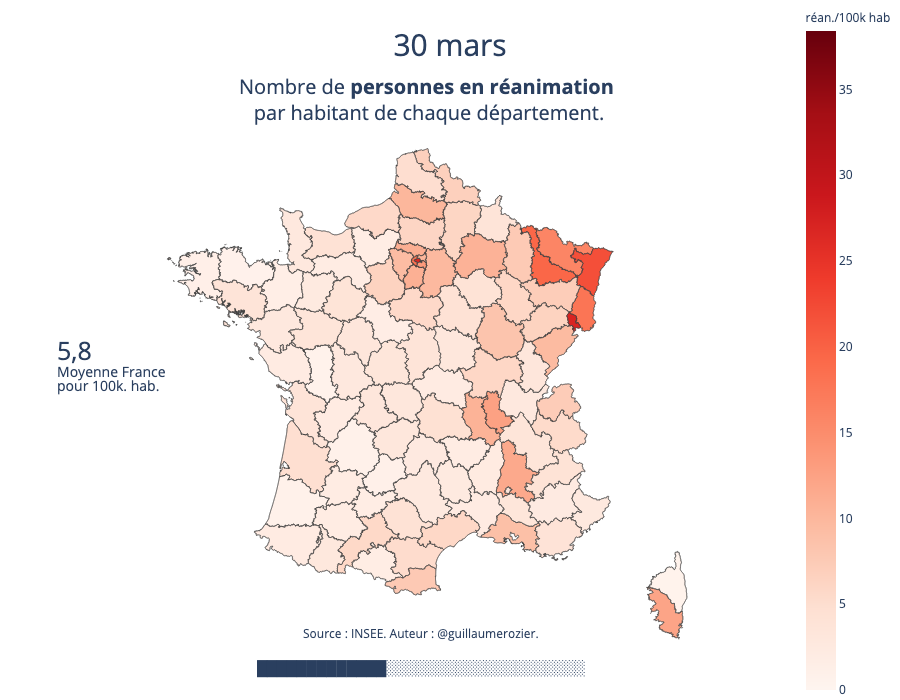 réan./100k hab
30 mars
Nombre de personnes en réanimation
par habitant de chaque département.
35
30
25
20
15
10
5
0
5,8
Moyenne France
pour 100k. hab.
Source : INSEE. Auteur : @guillaumerozier.